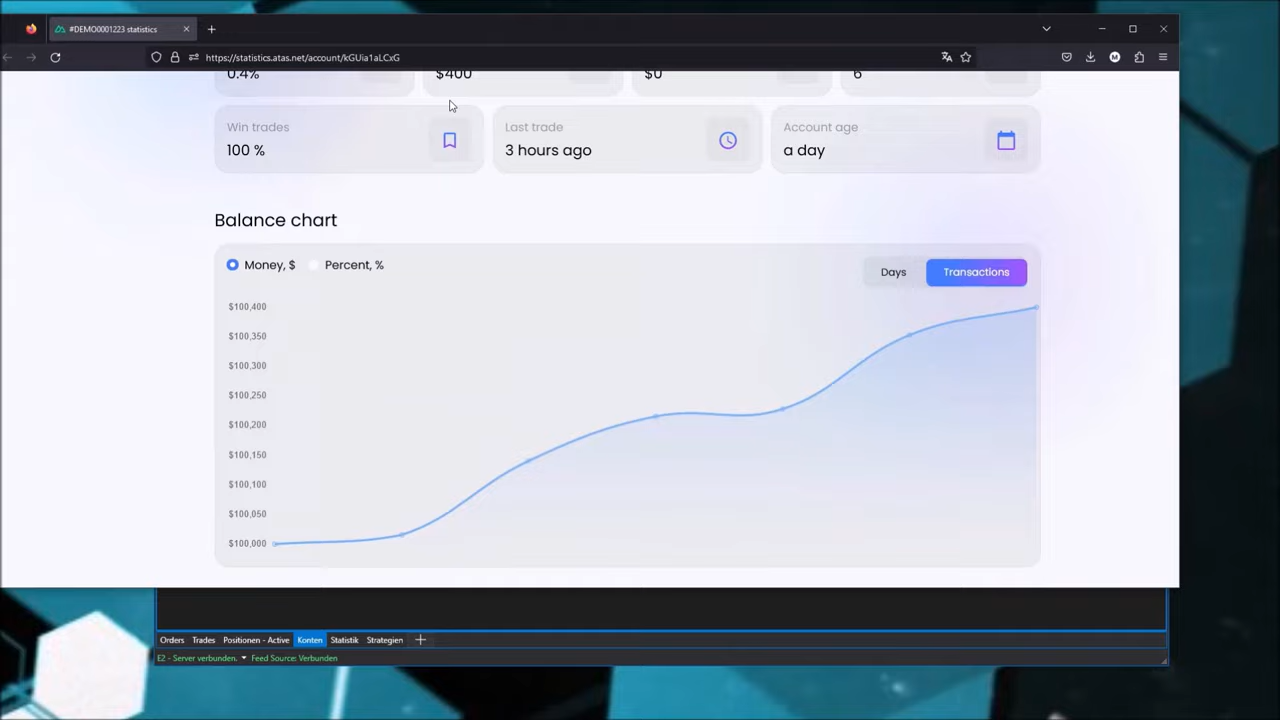 #DEMO0001223 statistics
https://statistics.atas.net/account/kGUia1aLCxG
0.4% $400 $0 6
Win trades
100 %
Last trade
3 hours ago
Account age
a day
Balance chart
Money, $ Percent, %
Days Transactions
$100,400
$100,350
$100,300
$100,250
$100,200
$100,150
$100,100
$100,050
$100,000
Orders Trades Positionen - Active Konten Statistik Strategien
E2 - Server verbunden. Feed Source: Verbunden